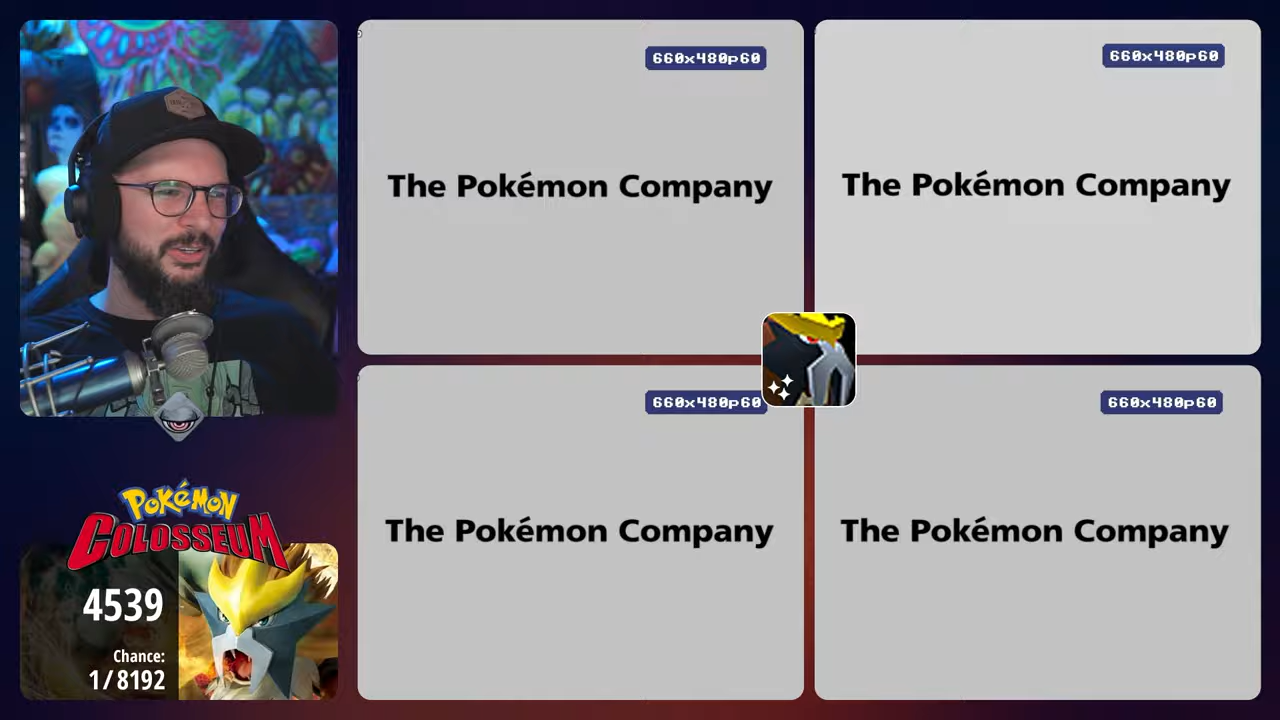 660x480p60
660x480p60
The Pokémon Company
The Pokémon Company
660x480p60
660x480p60
POKéMON
COLOSSEUM
The Pokémon Company
The Pokémon Company
4539
Chance:
1/8192